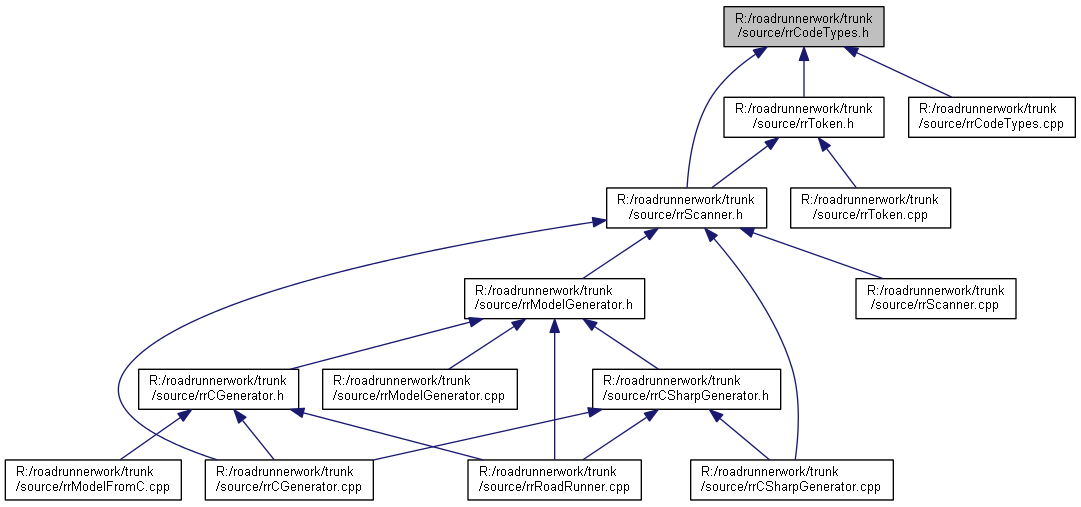 R:/roadrunnerwork/trunk
/source/rrCodeTypes.h
R:/roadrunnerwork/trunk
/source/rrToken.h
R:/roadrunnerwork/trunk
/source/rrCodeTypes.cpp
R:/roadrunnerwork/trunk
/source/rrScanner.h
R:/roadrunnerwork/trunk
/source/rrToken.cpp
R:/roadrunnerwork/trunk
/source/rrModelGenerator.h
R:/roadrunnerwork/trunk
/source/rrScanner.cpp
R:/roadrunnerwork/trunk
/source/rrCGenerator.h
R:/roadrunnerwork/trunk
/source/rrModelGenerator.cpp
R:/roadrunnerwork/trunk
/source/rrCSharpGenerator.h
R:/roadrunnerwork/trunk
/source/rrModelFromC.cpp
R:/roadrunnerwork/trunk
/source/rrCGenerator.cpp
R:/roadrunnerwork/trunk
/source/rrRoadRunner.cpp
R:/roadrunnerwork/trunk
/source/rrCSharpGenerator.cpp